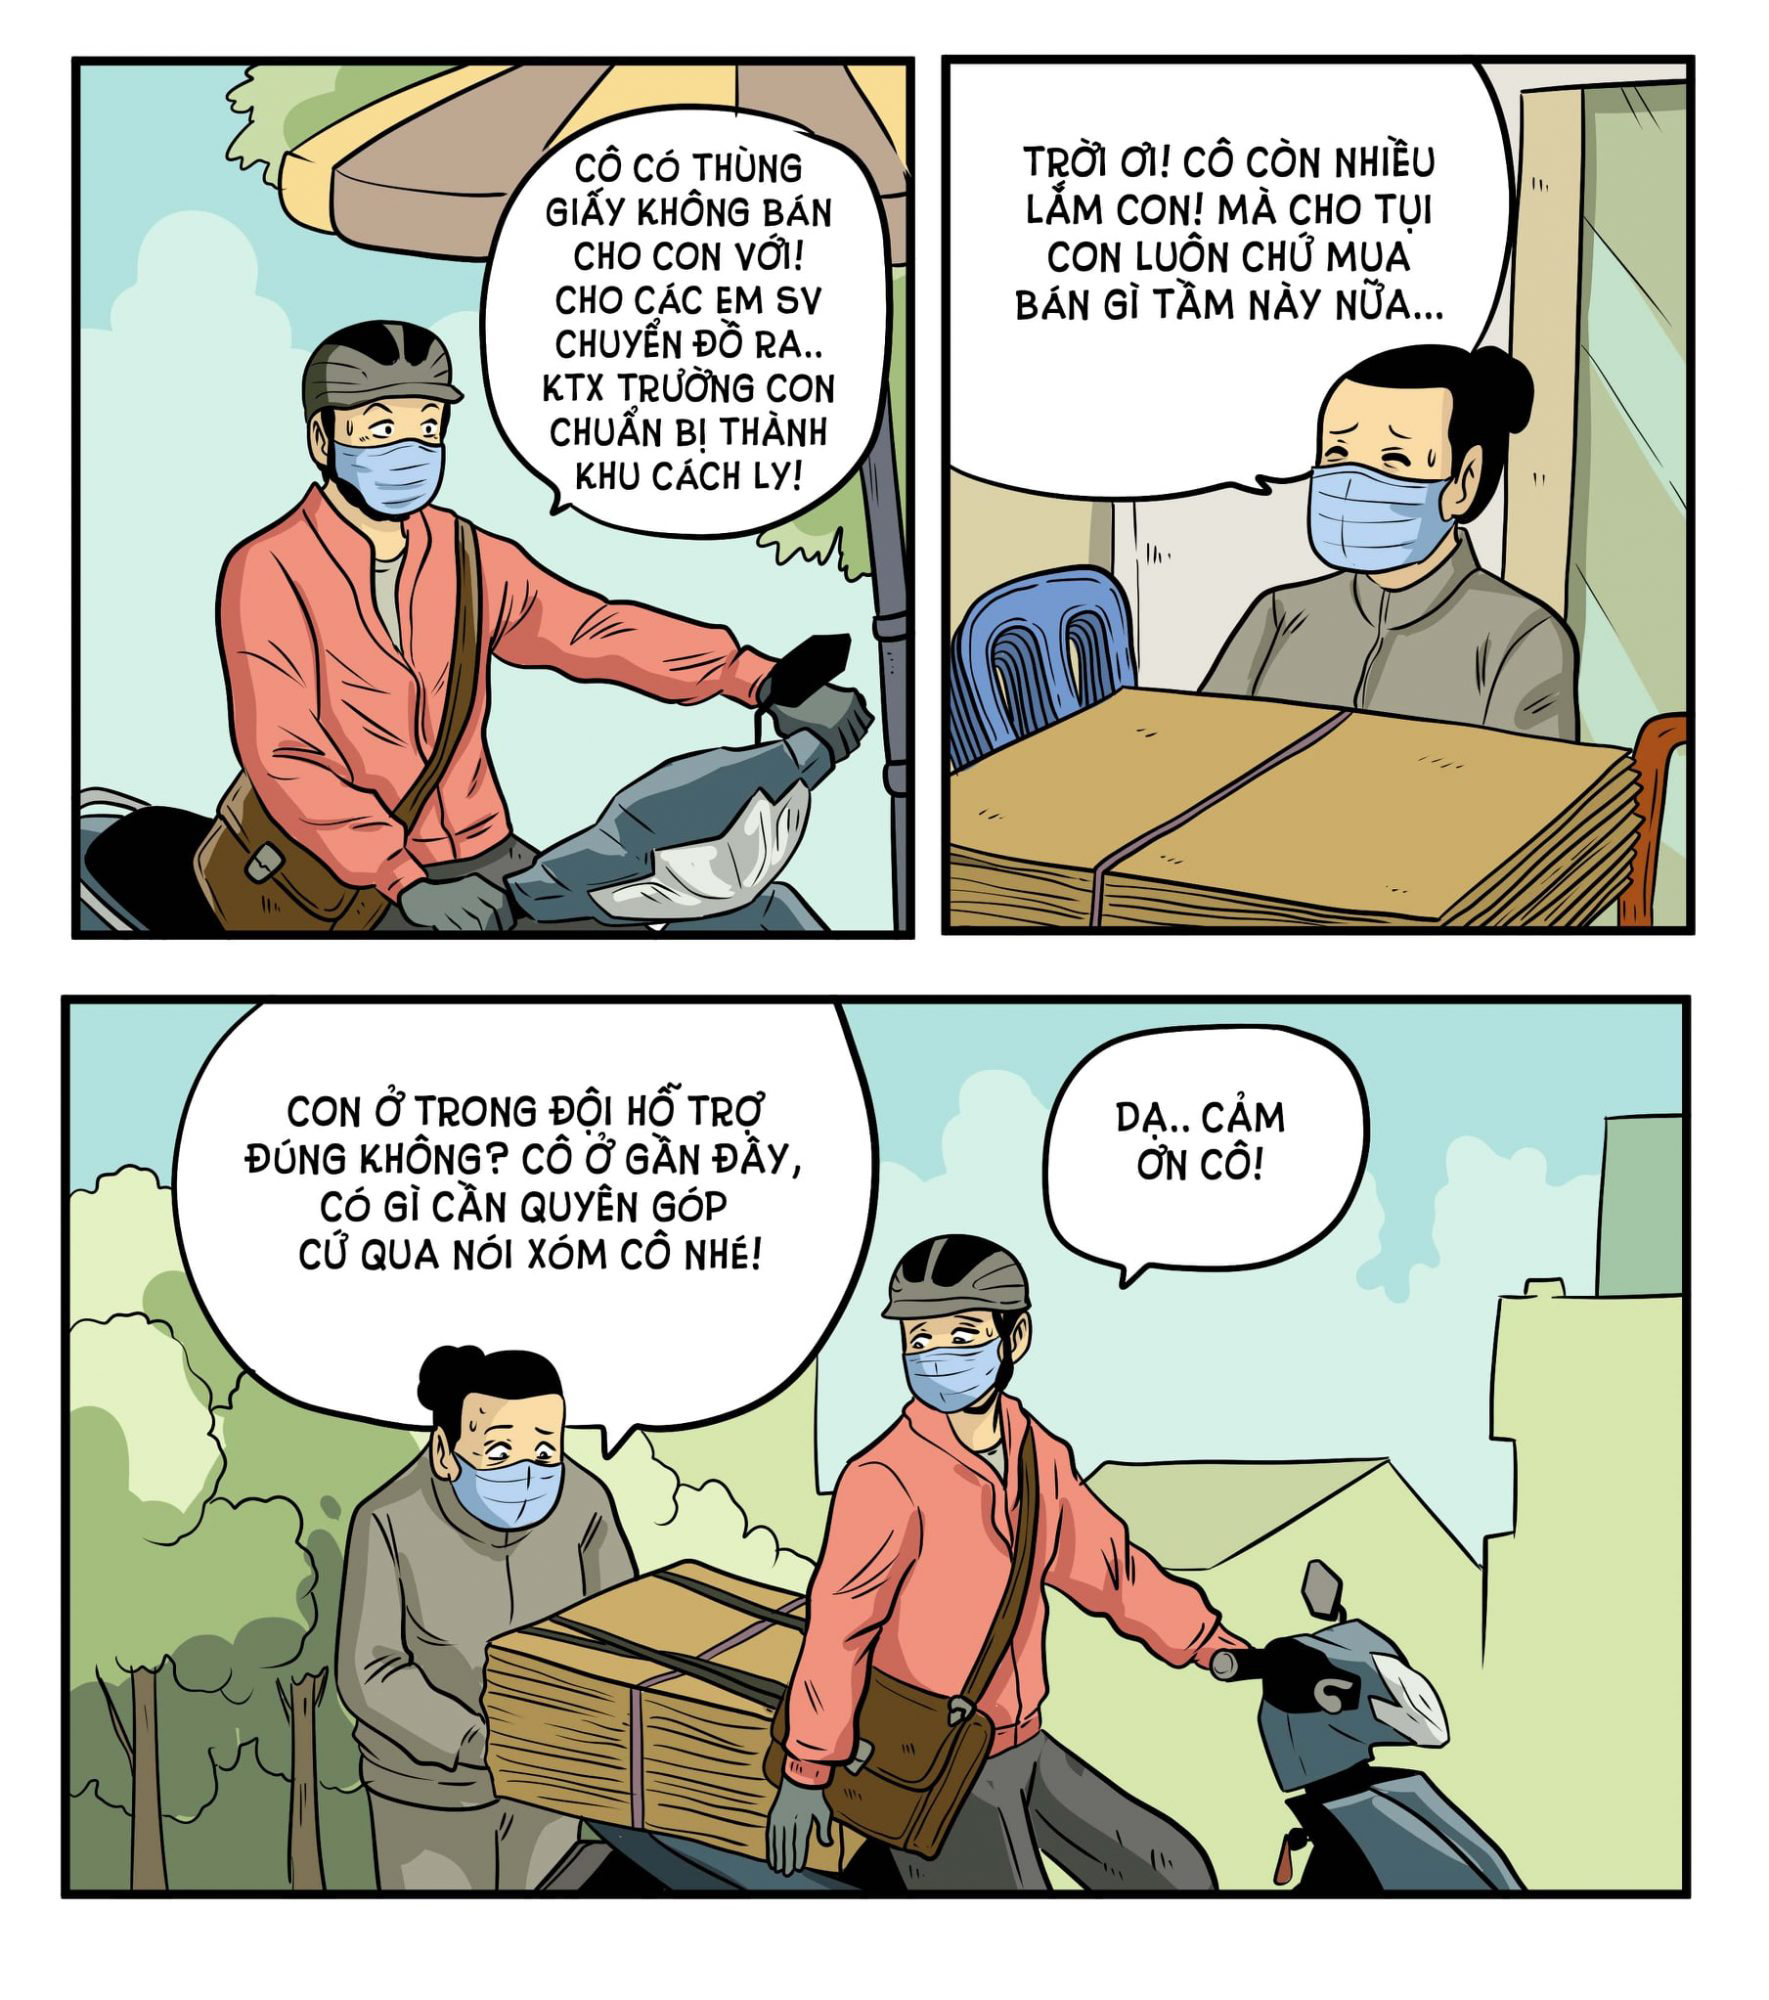 CÔ CÓ THÙNG
GIẤY KHÔNG BÁN
CHO CON VỚI!
CHO CÁC EM SV
CHUYỂN ĐỒ RA..
KTX TRƯỜNG CON
CHUẨN BỊ THÀNH
KHU CÁCH LY!
TRỜI ƠI! CÔ CÒN NHIỀU
LẮM CON! MÀ CHO TỤI
CON LUÔN CHỨ MUA
BÁN GÌ TẦM NÀY NỮA...
CON Ở TRONG ĐỘI HỖ TRỢ
ĐÚNG KHÔNG? CÔ Ở GẦN ĐÂY,
CÓ GÌ CẦN QUYÊN GÓP
CỨ QUA NÓI XÓM CÔ NHÉ!
DẠ.. CẢM
ƠN CÔ!